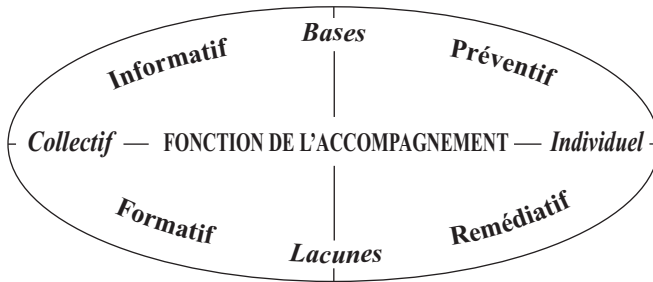 Bases
Informatif
Préventif
Collectif
FONCTION DE L'ACCOMPAGNEMENT
Individuel
Formatif
Remédiatif
Lacunes